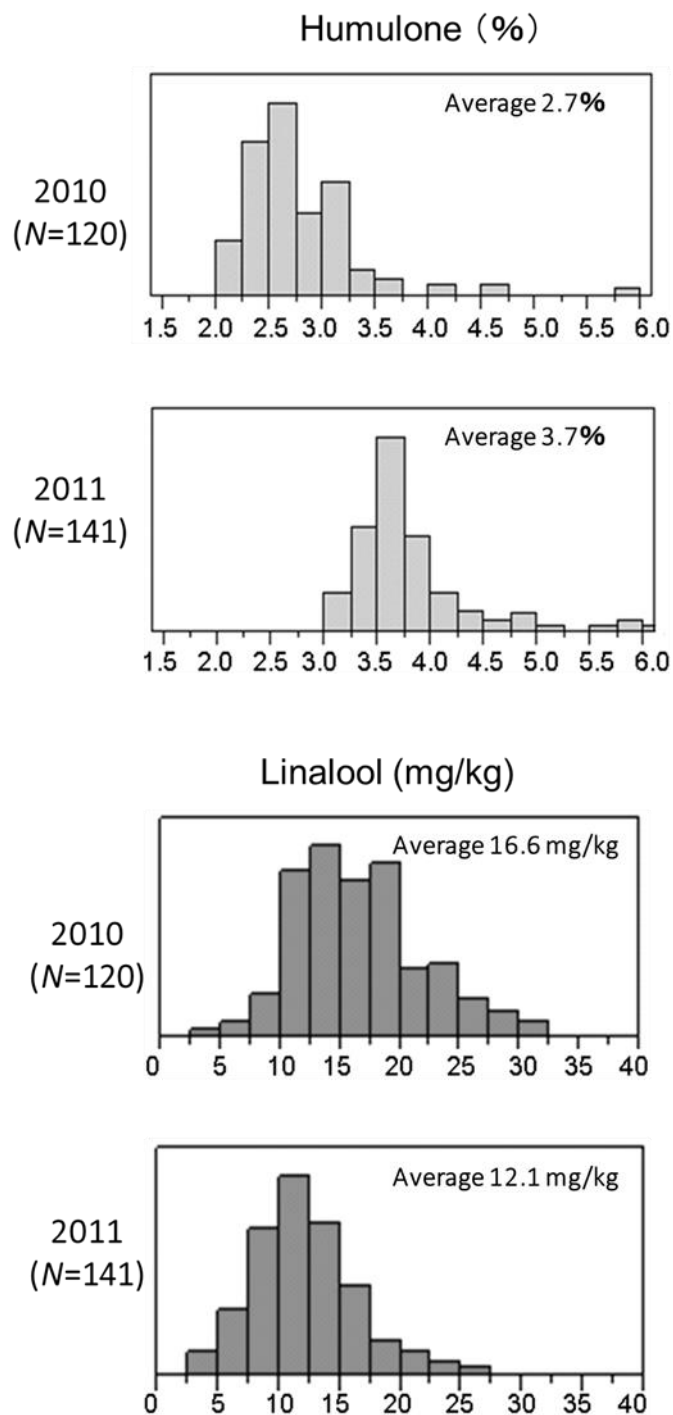 Humulone（%）
Average 2.7%
2010
(N=120)
1.5 2.0 2.5 3.0 3.5 4.0 4.5 5.0 5.5 6.0
Average 3.7%
2011
(N=141)
1.5 2.0 2.5 3.0 3.5 4.0 4.5 5.0 5.5 6.0
Linalool (mg/kg)
Average 16.6 mg/kg
2010
(N=120)
0 5 10 15 20 25 30 35 40
Average 12.1 mg/kg
2011
(N=141)
0 5 10 15 20 25 30 35 40